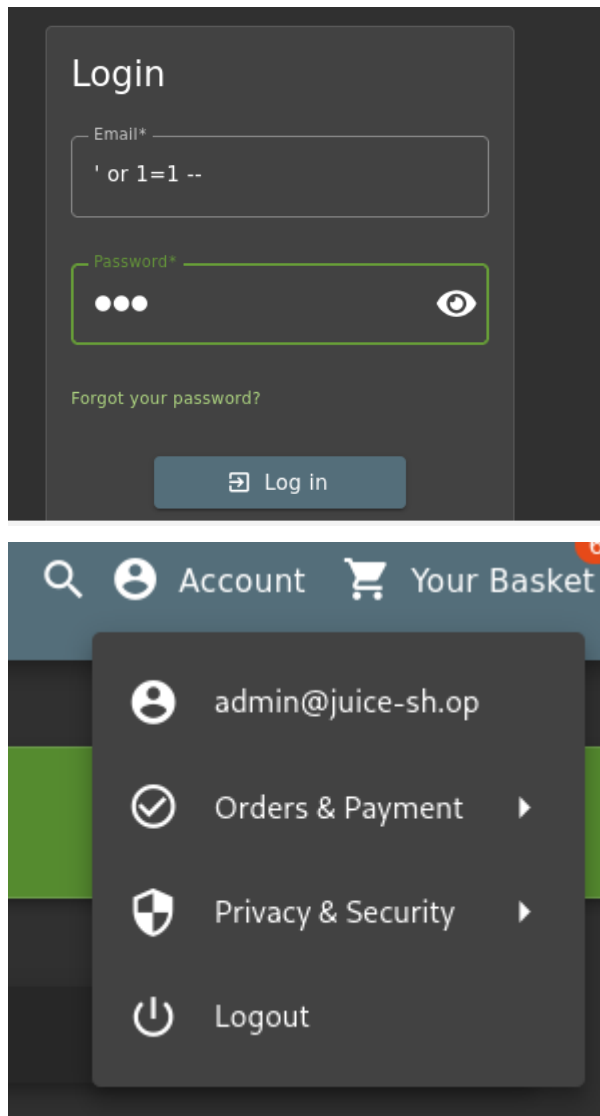 Login
Email*
' or 1=1 --
Password*
●●●
Forgot your password?
Log in
Account Your Basket
admin@juice-sh.op
Orders & Payment
Privacy & Security
Logout